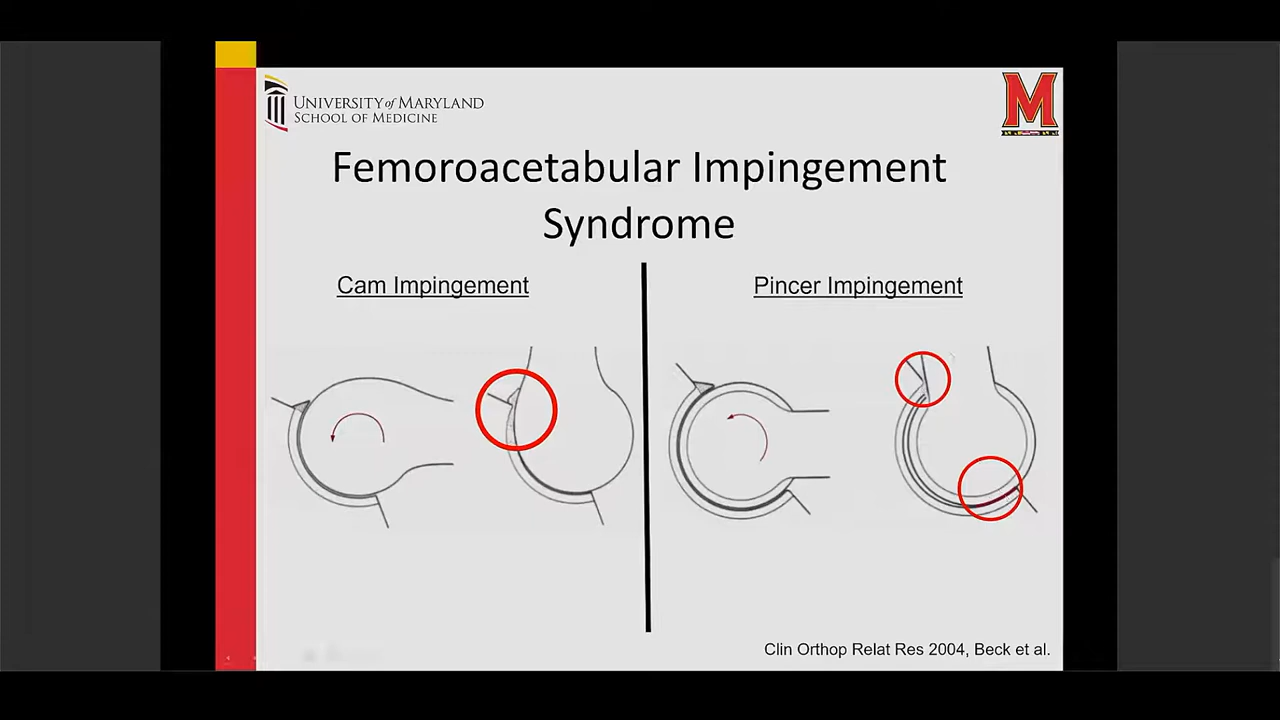 UNIVERSITY of MARYLAND
SCHOOL OF MEDICINE
M
Femoroacetabular Impingement
Syndrome
Cam Impingement
Pincer Impingement
Clin Orthop Relat Res 2004, Beck et al.